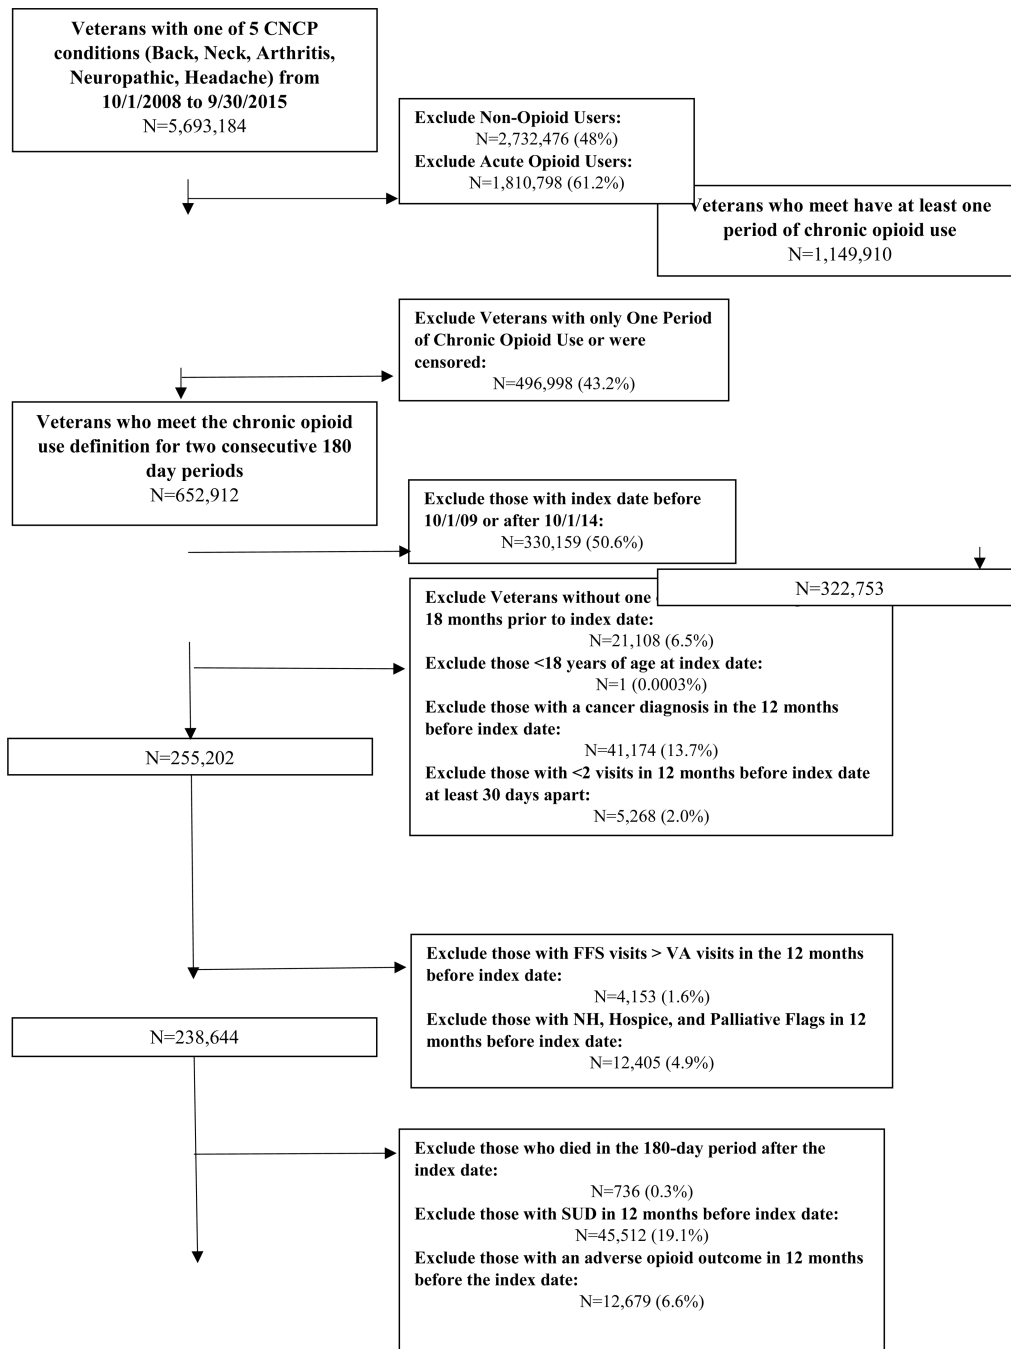 Veterans with one of 5 CNCP
conditions (Back, Neck, Arthritis,
Neuropathic, Headache) from
10/1/2008 to 9/30/2015
N=5,693,184
Exclude Non-Opioid Users:
N=2,732,476 (48%)
Exclude Acute Opioid Users:
N=1,810,798 (61.2%)
Veterans who meet have at least one
period of chronic opioid use
N=1,149,910
Exclude Veterans with only One Period
of Chronic Opioid Use or were
censored:
N=496,998 (43.2%)
Veterans who meet the chronic opioid
use definition for two consecutive 180
day periods
N=652,912
Exclude those with index date before
10/1/09 or after 10/1/14:
N=330,159 (50.6%)
N=322,753
Exclude Veterans without one
18 months prior to index date:
N=21,108 (6.5%)
Exclude those <18 years of age at index date:
N=1 (0.0003%)
Exclude those with a cancer diagnosis in the 12 months
before index date:
N=41,174 (13.7%)
Exclude those with <2 visits in 12 months before index date
at least 30 days apart:
N=5,268 (2.0%)
N=255,202
Exclude those with FFS visits > VA visits in the 12 months
before index date:
N=4,153 (1.6%)
Exclude those with NH, Hospice, and Palliative Flags in 12
months before index date:
N=12,405 (4.9%)
N=238,644
Exclude those who died in the 180-day period after the
index date:
N=736 (0.3%)
Exclude those with SUD in 12 months before index date:
N=45,512 (19.1%)
Exclude those with an adverse opioid outcome in 12 months
before the index date:
N=12,679 (6.6%)